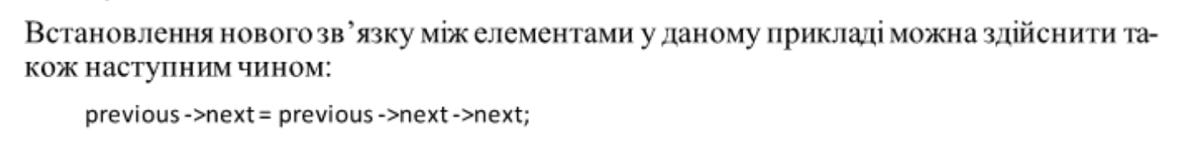 Встановлення нового зв’язку між елементами у даному прикладі можна здійснити та-
кож наступним чином:
previous ->next = previous ->next ->next;